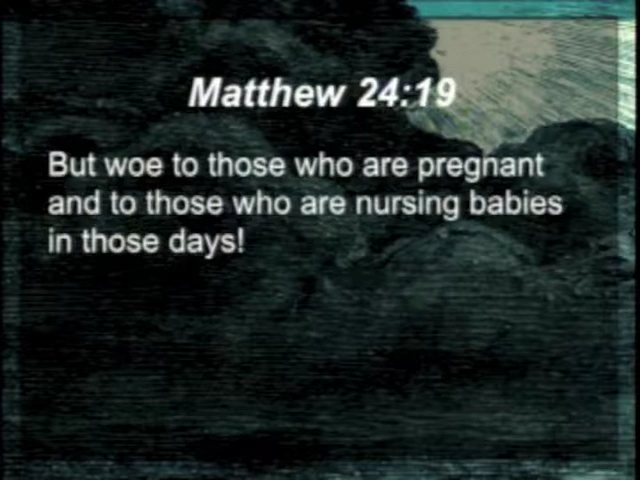 Matthew 24:19
But woe to those who are pregnant
and to those who are nursing babies
in those days!